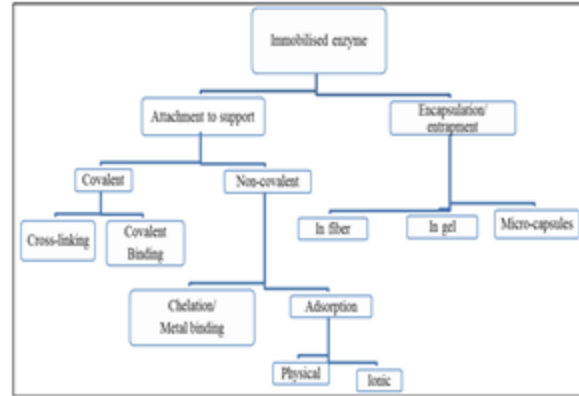 Immobilised enzyme
Attachment to support
Encapsulation/
entrapment
Covalent
Non-covalent
Cross-linking
Covalent
Binding
In fiber
In gel
Micro-capsules
Chelation/
Metal binding
Adsorption
Physical
Ionic